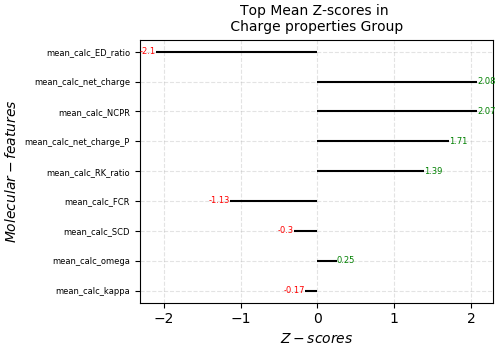 Top Mean Z-scores in
Charge properties Group
mean_calc_ED_ratio -2.1
mean_calc_net_charge 2.08
mean_calc_NCPR 2.07
mean_calc_net_charge_P 1.71
mean_calc_RK_ratio 1.39
mean_calc_FCR -1.13
mean_calc_SCD -0.3
mean_calc_omega 0.25
mean_calc_kappa -0.17
Molecular − features
−2 −1 0 1 2
Z − scores